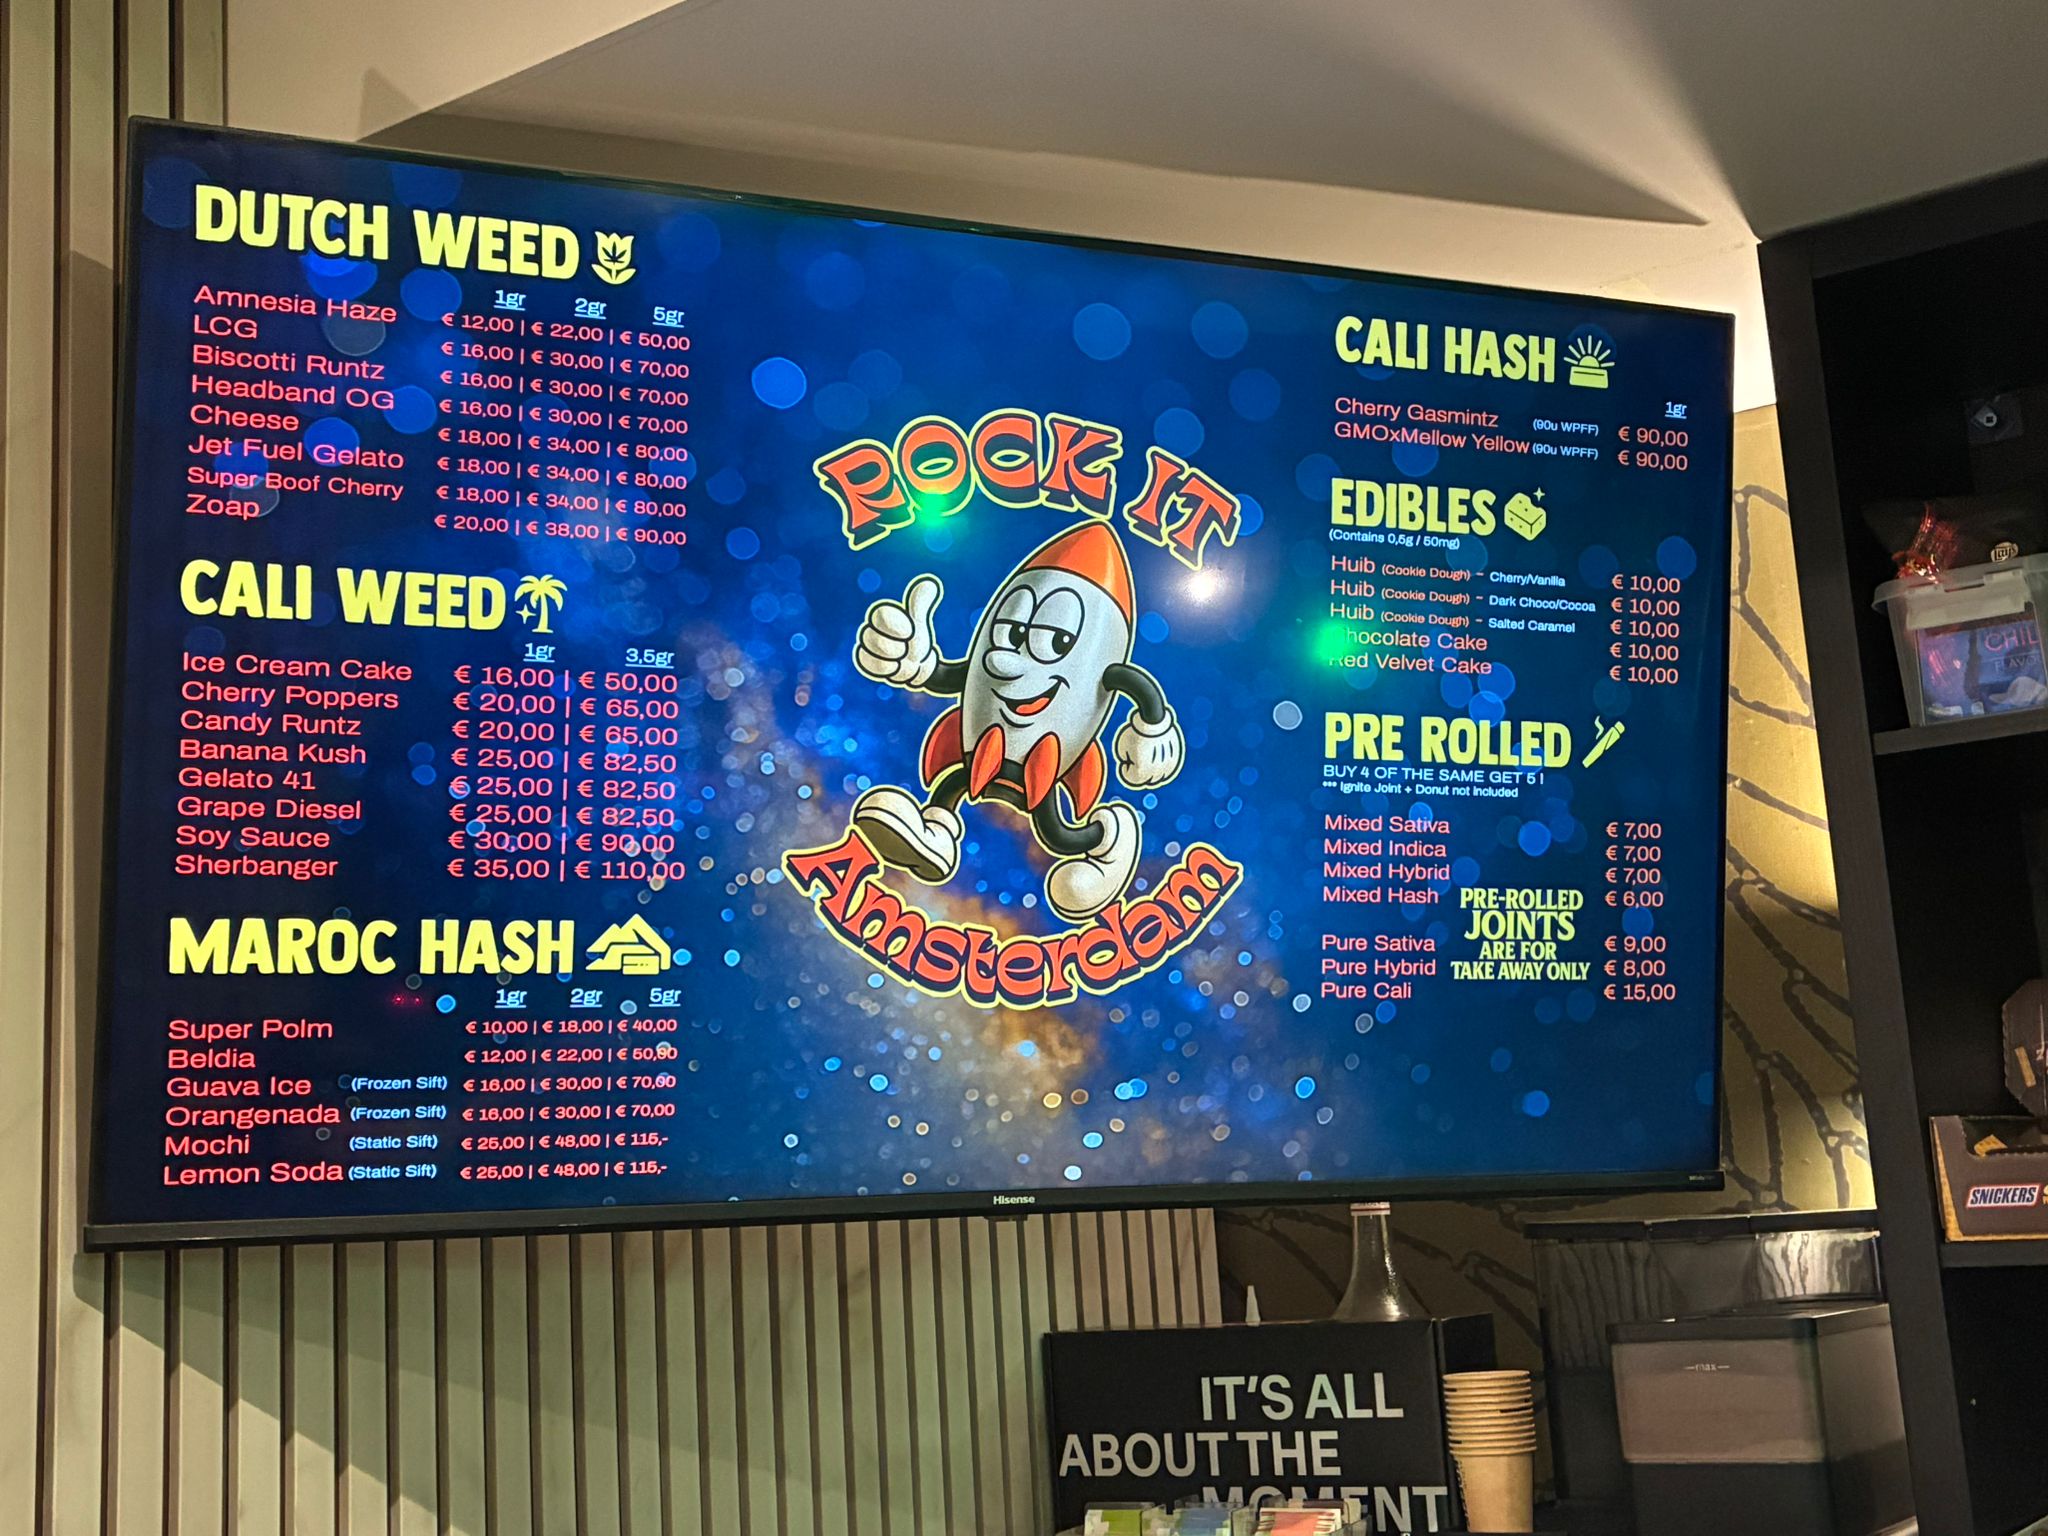 DUTCH WEED
1gr 2gr 5gr
Amnesia Haze € 12,00 | € 22,00 | € 50,00
LCG € 16,00 | € 30,00 | € 70,00
Biscotti Runtz € 16,00 | € 30,00 | € 70,00
Headband OG € 16,00 | € 30,00 | € 70,00
Cheese € 18,00 | € 34,00 | € 80,00
Jet Fuel Gelato € 18,00 | € 34,00 | € 80,00
Super Boof Cherry € 18,00 | € 34,00 | € 80,00
Zoap € 20,00 | € 38,00 | € 90,00
CALI WEED
1gr 3,5gr
Ice Cream Cake € 16,00 | € 50,00
Cherry Poppers € 20,00 | € 65,00
Candy Runtz € 20,00 | € 65,00
Banana Kush € 25,00 | € 82,50
Gelato 41 € 25,00 | € 82,50
Grape Diesel € 25,00 | € 82,50
Soy Sauce € 30,00 | € 90,00
Sherbanger € 35,00 | € 110,00
MAROC HASH
1gr 2gr 5gr
Super Polm € 10,00 | € 18,00 | € 40,00
Beldia € 12,00 | € 22,00 | € 50,00
Guava Ice (Frozen Sift) € 16,00 | € 30,00 | € 70,00
Orangenada (Frozen Sift) € 16,00 | € 30,00 | € 70,00
Mochi (Static Sift) € 25,00 | € 48,00 | € 115,-
Lemon Soda (Static Sift) € 25,00 | € 48,00 | € 115,-
ROCK IT
Amsterdam
CALI HASH
1gr
Cherry Gasmintz (90u WPFF) € 90,00
GMOxMellow Yellow (90u WPFF) € 90,00
EDIBLES
(Contains 0,5g / 50mg)
Huib (Cookie Dough) - Cherry/Vanilla € 10,00
Huib (Cookie Dough) - Dark Choco/Cocoa € 10,00
Huib (Cookie Dough) - Salted Caramel € 10,00
Chocolate Cake € 10,00
Red Velvet Cake € 10,00
PRE ROLLED
BUY 4 OF THE SAME GET 5 !
*** Ignite Joint + Donut not included
Mixed Sativa € 7,00
Mixed Indica € 7,00
Mixed Hybrid € 7,00
Mixed Hash € 6,00
PRE-ROLLED
JOINTS
ARE FOR
TAKE AWAY ONLY
Pure Sativa € 9,00
Pure Hybrid € 8,00
Pure Cali € 15,00
Hisense
CHIL
FLAVO
SNICKERS
max
IT'S ALL
ABOUT THE
MOMENT